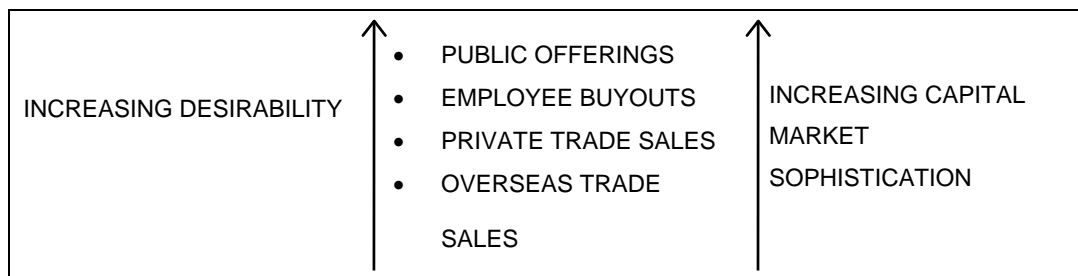 INCREASING DESIRABILITY
• PUBLIC OFFERINGS
• EMPLOYEE BUYOUTS
• PRIVATE TRADE SALES
• OVERSEAS TRADE
SALES
INCREASING CAPITAL
MARKET
SOPHISTICATION